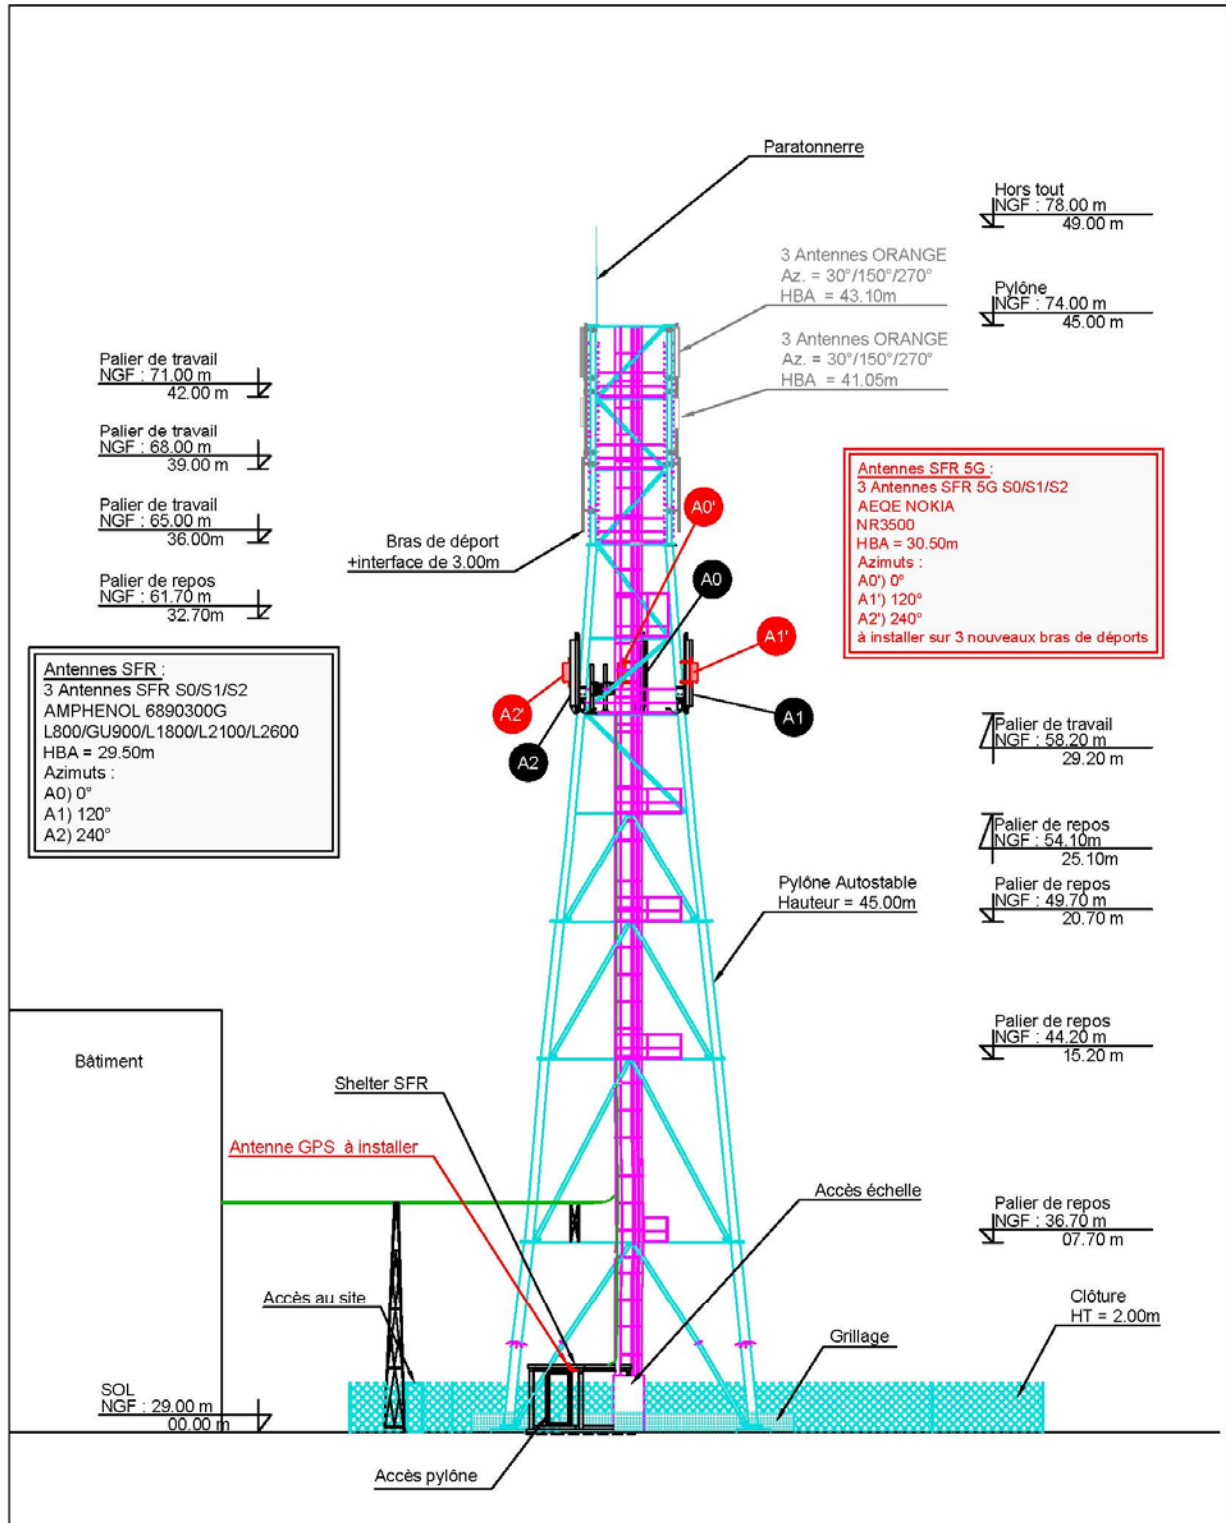 Paratonnerre
Hors tout
NGF : 78.00 m
49.00 m
3 Antennes ORANGE
Az. = 30°/150°/270°
HBA = 43.10m
Pylône
NGF : 74.00 m
45.00 m
3 Antennes ORANGE
Az. = 30°/150°/270°
HBA = 41.05m
Palier de travail
NGF : 71.00 m
42.00 m
Palier de travail
NGF : 68.00 m
39.00 m
Palier de travail
NGF : 65.00 m
36.00m
Palier de repos
NGF : 61.70 m
32.70m
Bras de déport
+interface de 3.00m
A0'
A0
A1'
A1
A2'
A2
Antennes SFR 5G :
3 Antennes SFR 5G S0/S1/S2
AEQE NOKIA
NR3500
HBA = 30.50m
Azimuts :
A0') 0°
A1') 120°
A2') 240°
à installer sur 3 nouveaux bras de déports
Antennes SFR :
3 Antennes SFR S0/S1/S2
AMPHENOL 6890300G
L800/GU900/L1800/L2100/L2600
HBA = 29.50m
Azimuts :
A0) 0°
A1) 120°
A2) 240°
Palier de travail
NGF : 58.20 m
29.20 m
Palier de repos
NGF : 54.10m
25.10m
Pylône Autostable
Hauteur = 45.00m
Palier de repos
NGF : 49.70 m
20.70 m
Palier de repos
NGF : 44.20 m
15.20 m
Bâtiment
Shelter SFR
Antenne GPS à installer
Accès échelle
Palier de repos
NGF : 36.70 m
07.70 m
Accès au site
Clôture
HT = 2.00m
Grillage
SOL
NGF : 29.00 m
00.00 m
Accès pylône